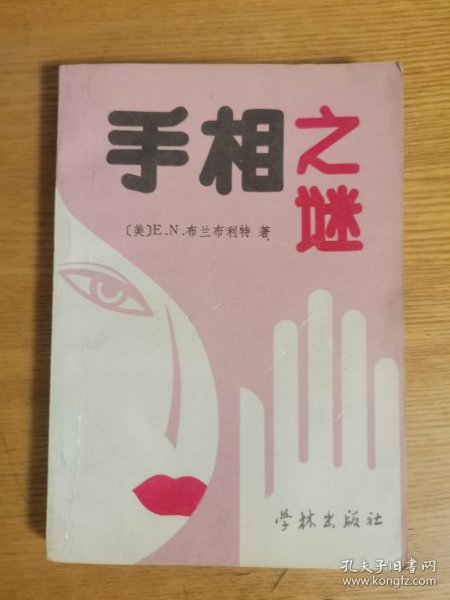 手相之谜
〔美〕E.N.布兰布利特 著
学林出版社
孔夫子旧书网
www.kongfz.com